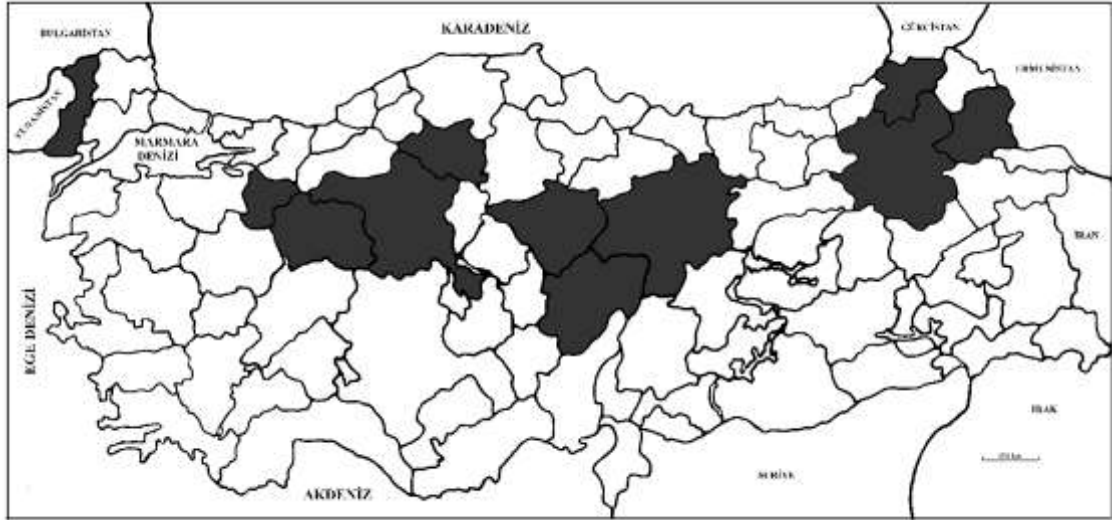 BULGARİSTAN
KARADENİZ
GÜRCİSTAN
ERMENİSTAN
YUNANİSTAN
MARMARA
DENİZİ
İRAN
EGE DENİZİ
IRAK
AKDENİZ
SURİYE